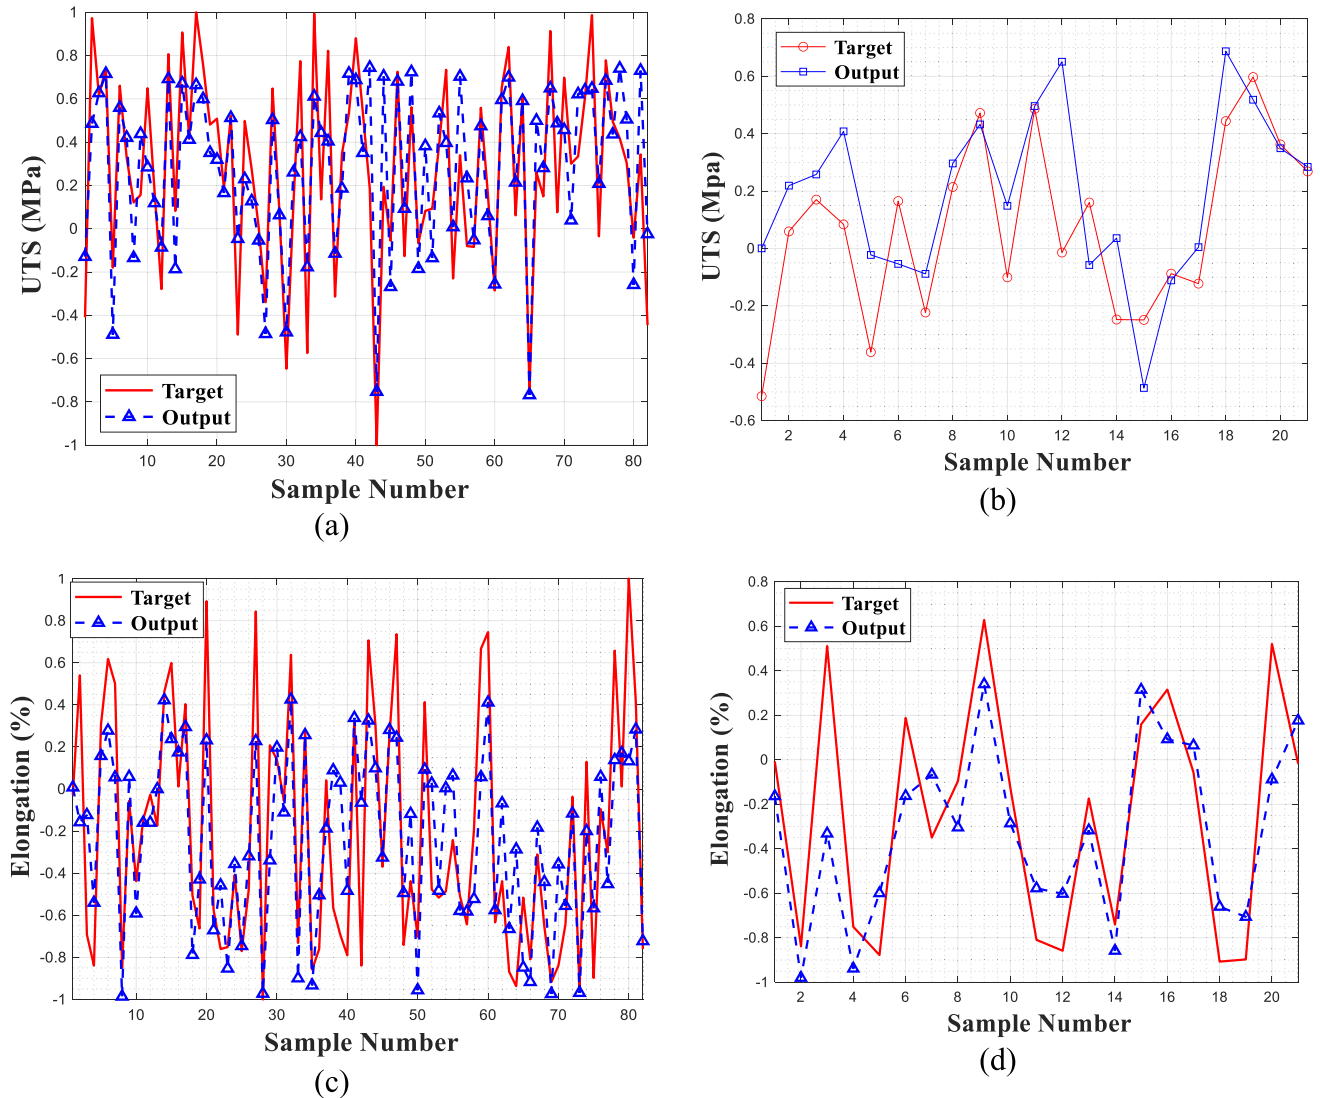 1
0.8
0.6
0.4
0.2
0
-0.2
-0.4
-0.6
-0.8
-1
UTS (MPa)
Target
Output
10 20 30 40 50 60 70 80
Sample Number
(a)
0.8
0.6
0.4
0.2
0
-0.2
-0.4
-0.6
UTS (Mpa)
Target
Output
2 4 6 8 10 12 14 16 18 20
Sample Number
(b)
1
0.8
0.6
0.4
0.2
0
-0.2
-0.4
-0.6
-0.8
-1
Elongation (%)
Target
Output
10 20 30 40 50 60 70 80
Sample Number
(c)
0.8
0.6
0.4
0.2
0
-0.2
-0.4
-0.6
-0.8
-1
Elongation (%)
Target
Output
2 4 6 8 10 12 14 16 18 20
Sample Number
(d)